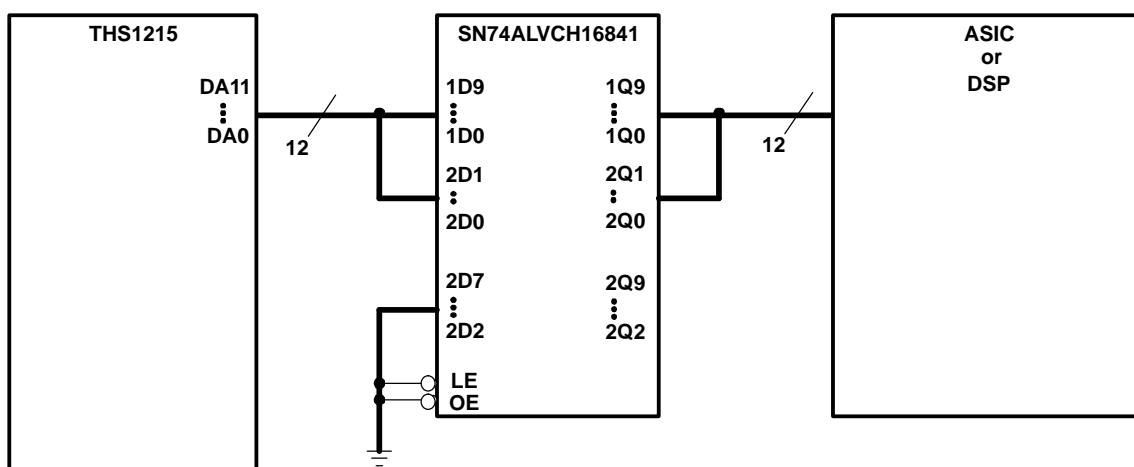 THS1215
DA11
DA0
12
SN74ALVCH16841
1D9
1D0
2D1
2D0
2D7
2D2
LE
OE
1Q9
1Q0
2Q1
2Q0
2Q9
2Q2
12
ASIC
or
DSP